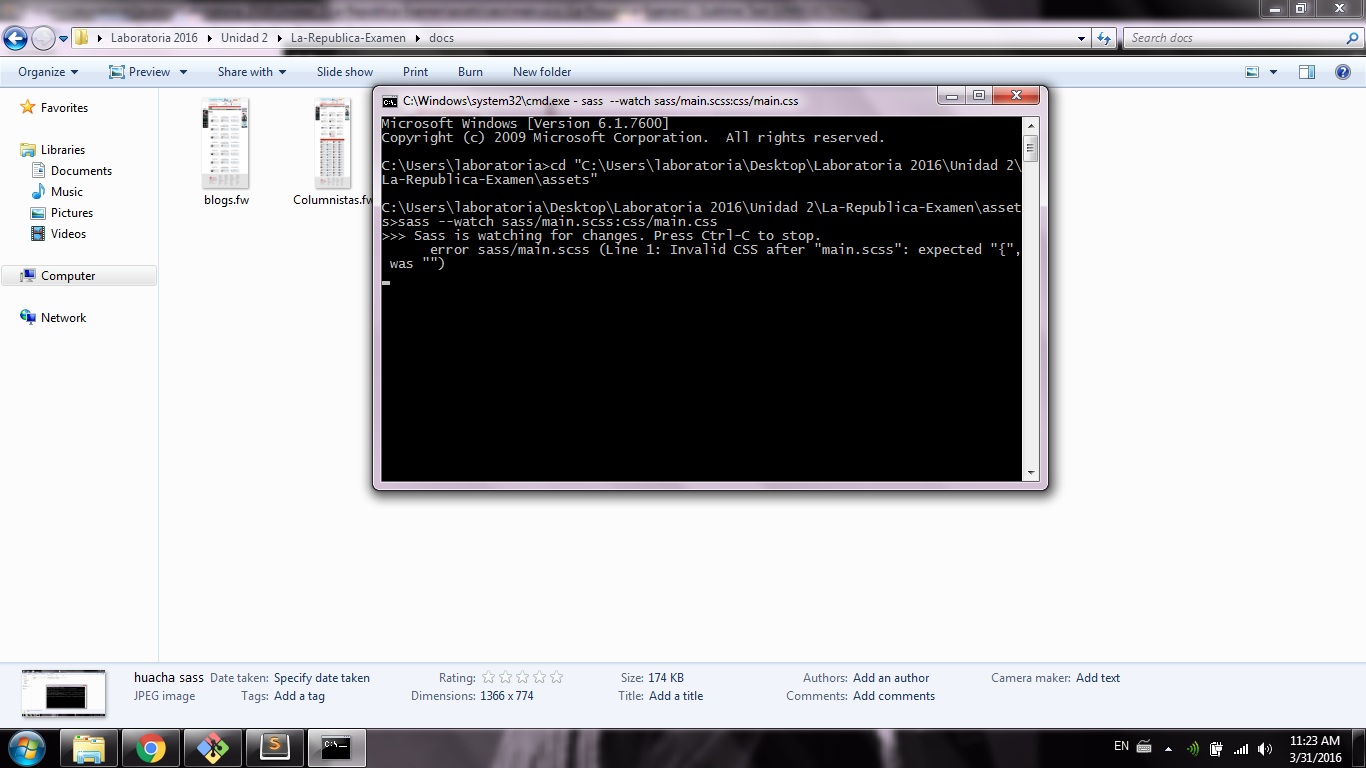 Laboratoria 2016 Unidad 2 La-Republica-Examen docs
Search docs
Organize Preview Share with Slide show Print Burn New folder
Favorites
Libraries
Documents
Music
Pictures
Videos
Computer
Network
blogs.fw
Columnistas.fw
C:\Windows\system32\cmd.exe - sass --watch sass/main.scss:css/main.css
Microsoft Windows [Version 6.1.7600]
Copyright (c) 2009 Microsoft Corporation. All rights reserved.
C:\Users\laboratoria>cd "C:\Users\laboratoria\Desktop\Laboratoria 2016\Unidad 2\
La-Republica-Examen\assets"
C:\Users\laboratoria\Desktop\Laboratoria 2016\Unidad 2\La-Republica-Examen\asset
s>sass --watch sass/main.scss:css/main.css
>>> Sass is watching for changes. Press Ctrl-C to stop.
error sass/main.scss (Line 1: Invalid CSS after "main.scss": expected "{",
was "")
huacha sass Date taken: Specify date taken Rating: Size: 174 KB Authors: Add an author Camera maker: Add text
JPEG image Tags: Add a tag Dimensions: 1366 x 774 Title: Add a title Comments: Add comments
C:\_
EN
11:23 AM
3/31/2016